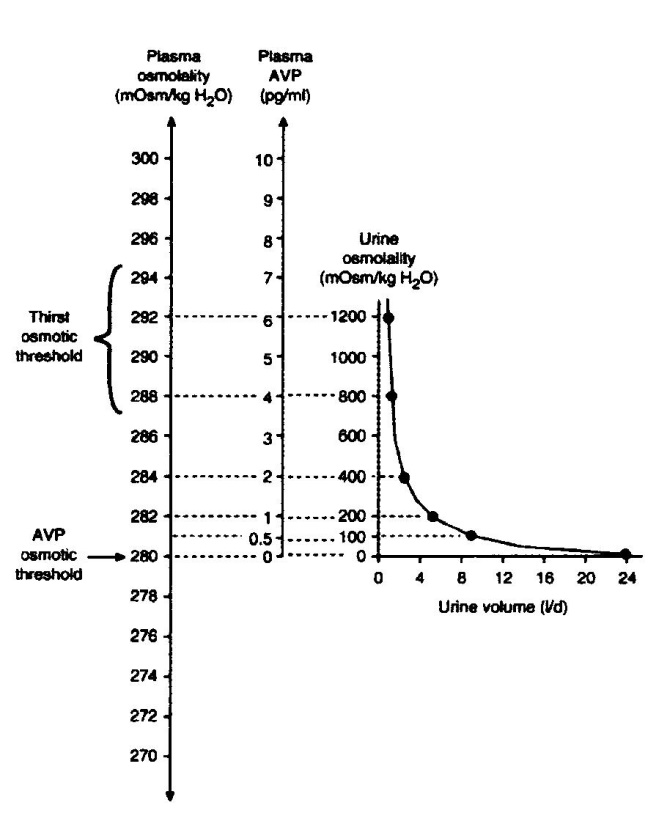 Plasma
osmolality
(mOsm/kg H₂O)
Plasma
AVP
(pg/ml)
300
298
296
294
292
290
288
286
284
282
280
278
276
274
272
270
10
9
8
7
6
5
4
3
2
1
0.5
0
Thirst
osmotic
threshold
AVP
osmotic
threshold
Urine
osmolality
(mOsm/kg H₂O)
1200
1000
800
600
400
200
100
0
0 4 8 12 16 20 24
Urine volume (l/d)